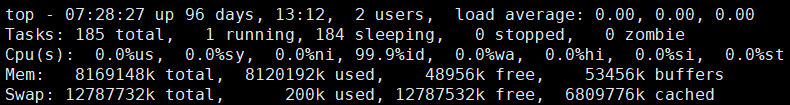 top - 07:28:27 up 96 days, 13:12,  2 users,  load average: 0.00, 0.00, 0.00
Tasks: 185 total,   1 running, 184 sleeping,   0 stopped,   0 zombie
Cpu(s):  0.0%us,  0.0%sy,  0.0%ni, 99.9%id,  0.0%wa,  0.0%hi,  0.0%si,  0.0%st
Mem:   8169148k total,  8120192k used,    48956k free,    53456k buffers
Swap: 12787732k total,      200k used, 12787532k free,  6809776k cached